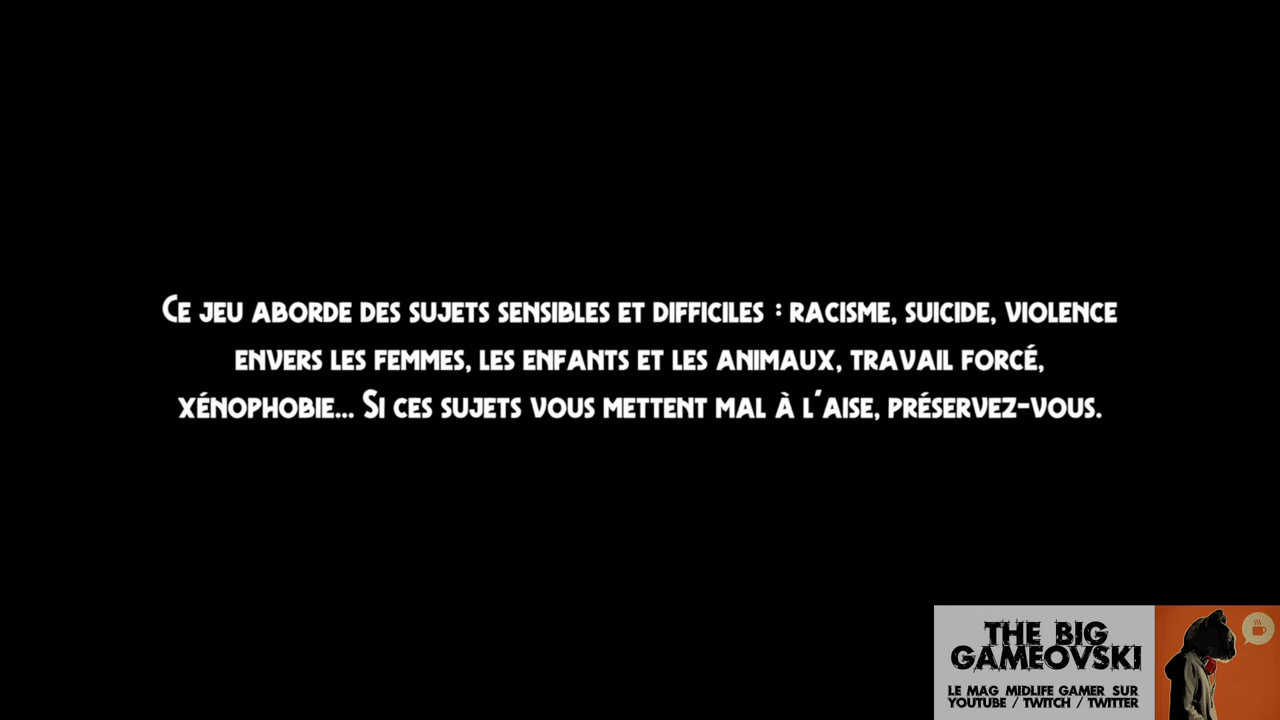 Ce jeu aborde des sujets sensibles et difficiles : racisme, suicide, violence
envers les femmes, les enfants et les animaux, travail forcé,
xénophobie... Si ces sujets vous mettent mal à l'aise, préservez-vous.
THE BIG
GAMEOVSKI
LE MAG MIDLIFE GAMER SUR
YOUTUBE / TWITCH / TWITTER